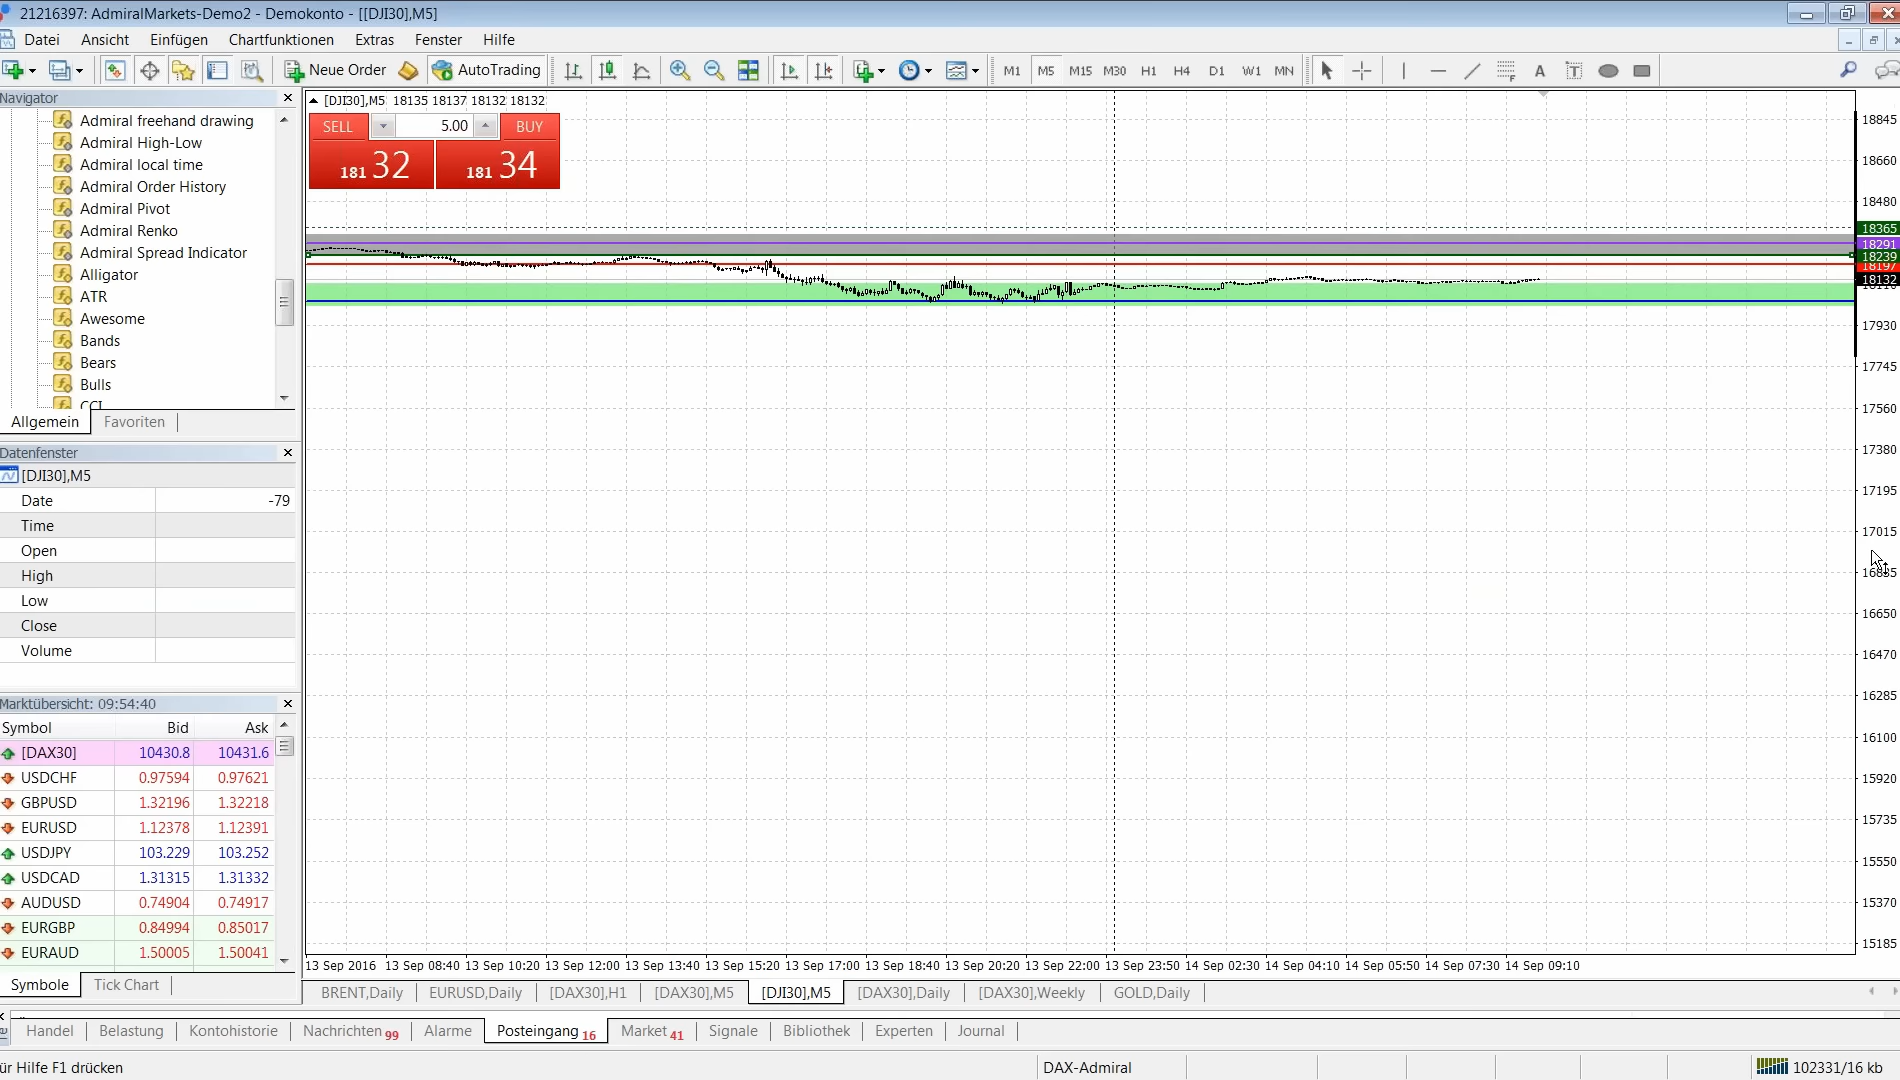 21216397: AdmiralMarkets-Demo2 - Demokonto - [[DJI30],M5]
Datei Ansicht Einfügen Chartfunktionen Extras Fenster Hilfe
Neue Order AutoTrading M1 M5 M15 M30 H1 H4 D1 W1 MN A T
Navigator
Admiral freehand drawing
Admiral High-Low
Admiral local time
Admiral Order History
Admiral Pivot
Admiral Renko
Admiral Spread Indicator
Alligator
ATR
Awesome
Bands
Bears
Bulls
CCI
Allgemein Favoriten
Datenfenster
[DJI30],M5
Date -79
Time
Open
High
Low
Close
Volume
Marktübersicht: 09:54:40
Symbol Bid Ask
[DAX30] 10430.8 10431.6
USDCHF 0.97594 0.97621
GBPUSD 1.32196 1.32218
EURUSD 1.12378 1.12391
USDJPY 103.229 103.252
USDCAD 1.31315 1.31332
AUDUSD 0.74904 0.74917
EURGBP 0.84994 0.85017
EURAUD 1.50005 1.50041
Symbole Tick Chart
[DJI30],M5 18135 18137 18132 18132
SELL 5.00 BUY
181 32 181 34
18845
18660
18480
18365
18291
18239
18197
18132
17930
17745
17560
17380
17195
17015
16650
16470
16285
16100
15920
15735
15550
15370
15185
13 Sep 2016 13 Sep 08:40 13 Sep 10:20 13 Sep 12:00 13 Sep 13:40 13 Sep 15:20 13 Sep 17:00 13 Sep 18:40 13 Sep 20:20 13 Sep 22:00 13 Sep 23:50 14 Sep 02:30 14 Sep 04:10 14 Sep 05:50 14 Sep 07:30 14 Sep 09:10
BRENT,Daily EURUSD,Daily [DAX30],H1 [DAX30],M5 [DJI30],M5 [DAX30],Daily [DAX30],Weekly GOLD,Daily
Handel Belastung Kontohistorie Nachrichten 99 Alarme Posteingang 16 Market 41 Signale Bibliothek Experten Journal
ür Hilfe F1 drücken DAX-Admiral 102331/16 kb